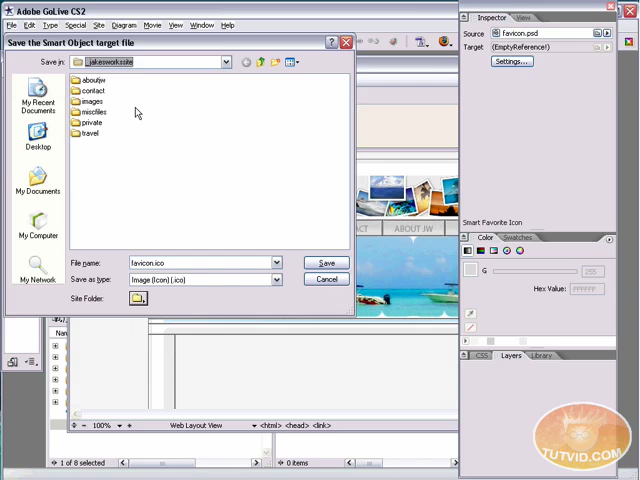 Adobe GoLive CS2
File Edit Type Special Site Diagram Movie View Window Help
Save the Smart Object target file
Save in: _jakesworkssite
aboutjw
contact
images
miscfiles
private
travel
My Recent
Documents
Desktop
My Documents
My Computer
My Network
File name: favicon.ico Save
Save as type: Image (Icon) (.ico) Cancel
Site Folder:
Inspector View
Source favicon.psd
Target (EmptyReference!)
Settings...
Smart Favorite Icon
Color Swatches
G 255
Hex Value: FFFFFF
CSS Layers Library
ABOUT JW
100% Web Layout View <html> <head> <link>
1 of 8 selected 0 items
TUTVID.COM